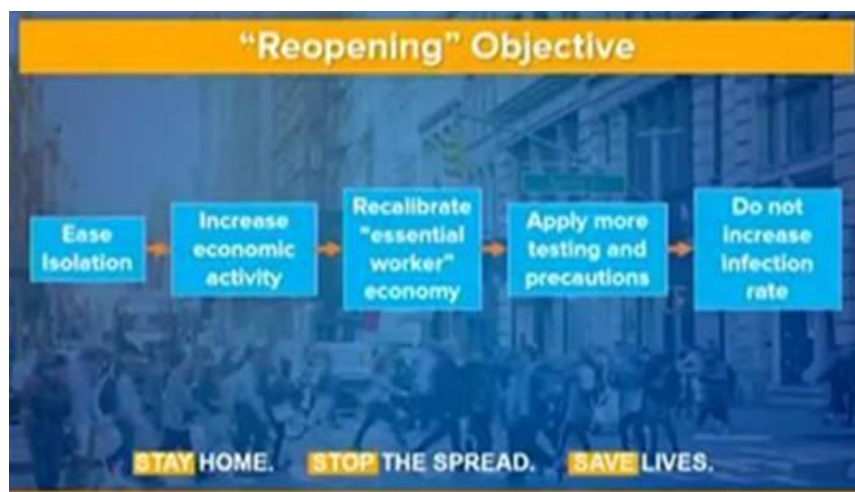 “Reopening” Objective
Ease
Isolation
Increase
economic
activity
Recalibrate
"essential
worker"
economy
Apply more
testing and
precautions
Do not
increase
infection
rate
STAY HOME. STOP THE SPREAD. SAVE LIVES.